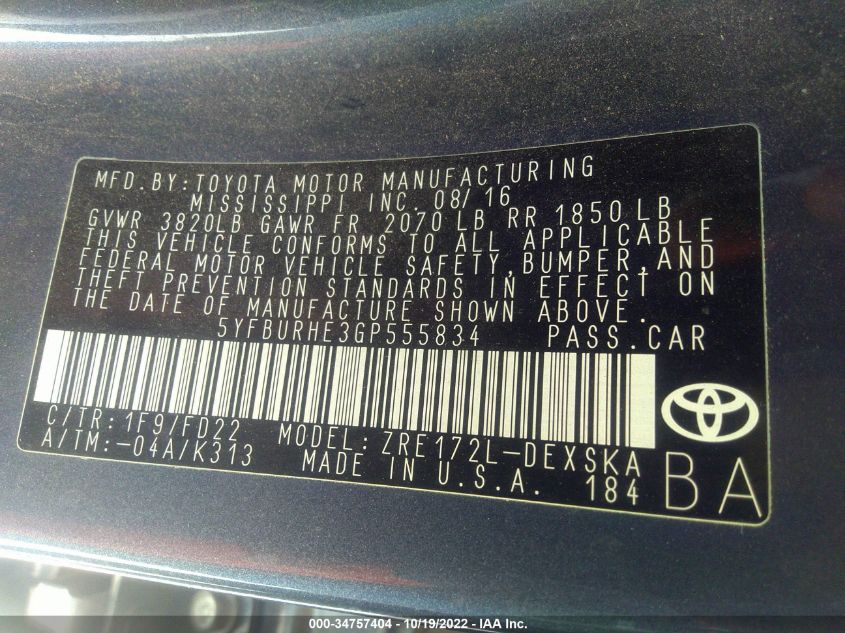 MFD.BY:TOYOTA MOTOR MANUFACTURING
MISSISSIPPI INC. 08/16
GVWR 3820LB GAWR FR 2070 LB RR 1850LB
THIS VEHICLE CONFORMS TO ALL APPLICABLE
FEDERAL MOTOR VEHICLE SAFETY,BUMPER,AND
THEFT PREVENTION STANDARDS IN EFFECT ON
THE DATE OF MANUFACTURE SHOWN ABOVE.
5YFBURHE3GP555834 PASS.CAR
C/TR:1F9/FD22 MODEL:ZRE172L-DEXSKA
A/TM:-04A/K313 MADE IN U.S.A. 184
BA
000-34757404 - 10/19/2022 - IAA Inc.